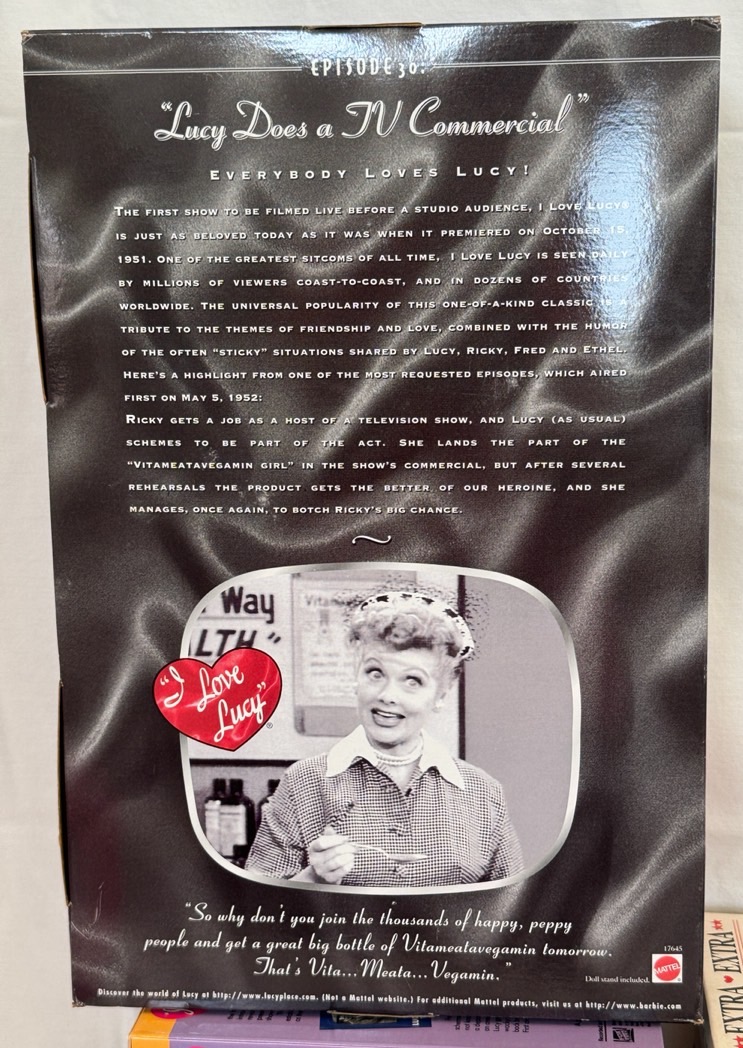 EPISODE 30:
"Lucy Does a TV Commercial"
EVERYBODY LOVES LUCY!
THE FIRST SHOW TO BE FILMED LIVE BEFORE A STUDIO AUDIENCE, I LOVE LUCY®
IS JUST AS BELOVED TODAY AS IT WAS WHEN IT PREMIERED ON OCTOBER 15,
1951. ONE OF THE GREATEST SITCOMS OF ALL TIME, I LOVE LUCY IS SEEN DAILY
BY MILLIONS OF VIEWERS COAST-TO-COAST, AND IN DOZENS OF COUNTRIES
WORLDWIDE. THE UNIVERSAL POPULARITY OF THIS ONE-OF-A-KIND CLASSIC IS A
TRIBUTE TO THE THEMES OF FRIENDSHIP AND LOVE, COMBINED WITH THE HUMOR
OF THE OFTEN "STICKY" SITUATIONS SHARED BY LUCY, RICKY, FRED AND ETHEL.
HERE'S A HIGHLIGHT FROM ONE OF THE MOST REQUESTED EPISODES, WHICH AIRED
FIRST ON MAY 5, 1952:
RICKY GETS A JOB AS A HOST OF A TELEVISION SHOW, AND LUCY (AS USUAL)
SCHEMES TO BE PART OF THE ACT. SHE LANDS THE PART OF THE
"VITAMEATAVEGAMIN GIRL" IN THE SHOW'S COMMERCIAL, BUT AFTER SEVERAL
REHEARSALS THE PRODUCT GETS THE BETTER OF OUR HEROINE, AND SHE
MANAGES, ONCE AGAIN, TO BOTCH RICKY'S BIG CHANCE.
Way
LTH"
"I Love
Lucy"®
"So why don't you join the thousands of happy, peppy
people and get a great big bottle of Vitameatavegamin tomorrow.
That's Vita...Meata...Vegamin."
17645
Doll stand included.
MATTEL
Discover the world of Lucy at http://www.lucyplace.com. (Not a Mattel website.) For additional Mattel products, visit us at http://www.barbie.com
EXTRA EXTRA